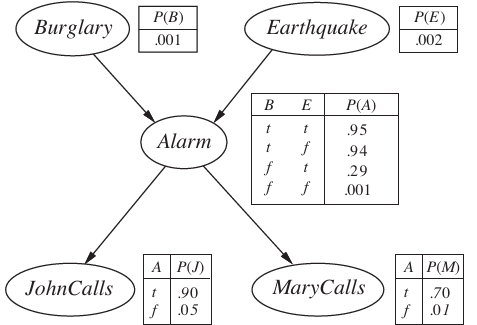 Burglary
P(B)
.001
Earthquake
P(E)
.002
Alarm
B E P(A)
t t .95
t f .94
f t .29
f f .001
JohnCalls
A P(J)
t .90
f .05
MaryCalls
A P(M)
t .70
f .01